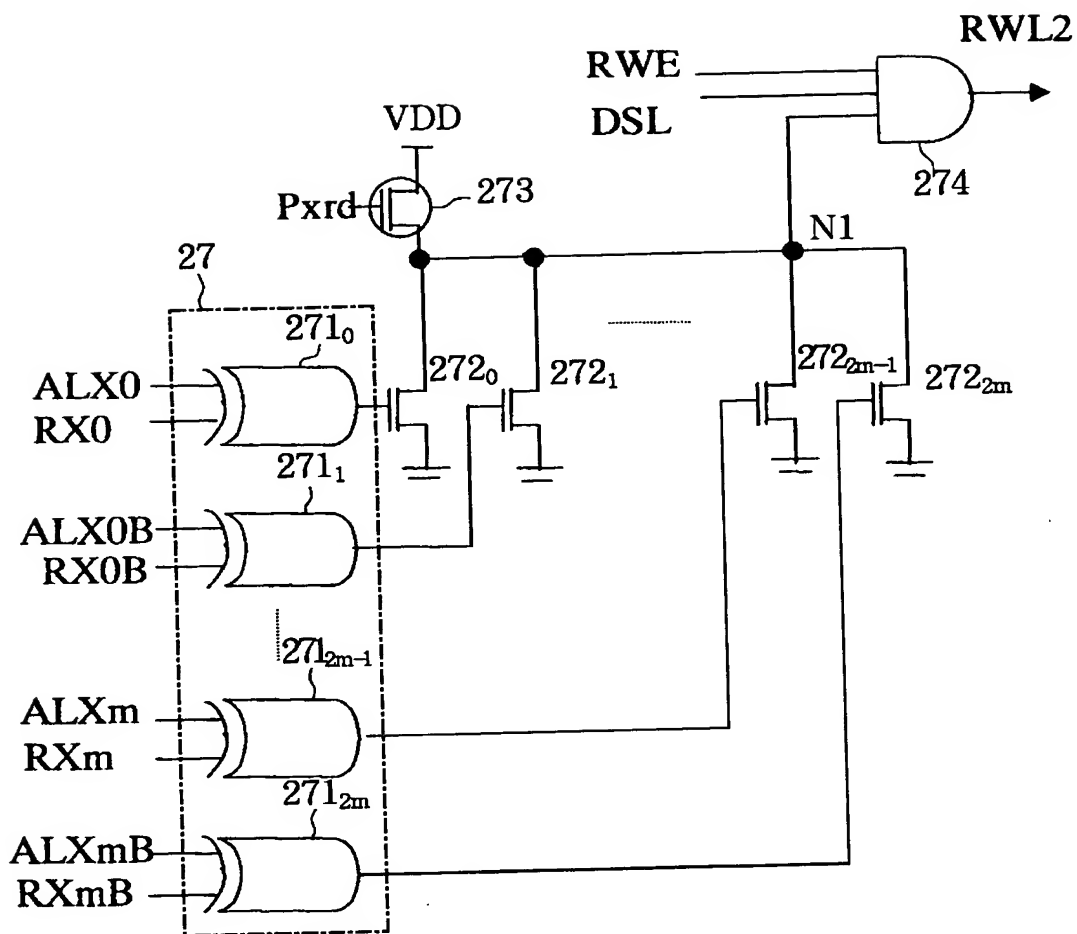 RWL2
RWE
DSL
274
VDD
Pxrd
273
N1
27
271₀
ALX0
RX0
272₀
272₁
272₂ₘ₋₁
272₂ₘ
271₁
ALX0B
RX0B
271₂ₘ₋₁
ALXm
RXm
271₂ₘ
ALXmB
RXmB